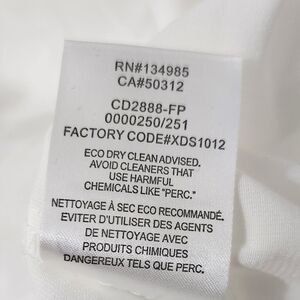 RN#134985
CA#50312
CD2888-FP
0000250/251
FACTORY CODE#XDS1012
ECO DRY CLEAN ADVISED.
AVOID CLEANERS THAT
USE HARMFUL
CHEMICALS LIKE "PERC."
NETTOYAGE À SEC ECO RECOMMANDÉ.
EVITER D'UTILISER DES AGENTS
DE NETTOYAGE AVEC
PRODUITS CHIMIQUES
DANGEREUX TELS QUE PERC.